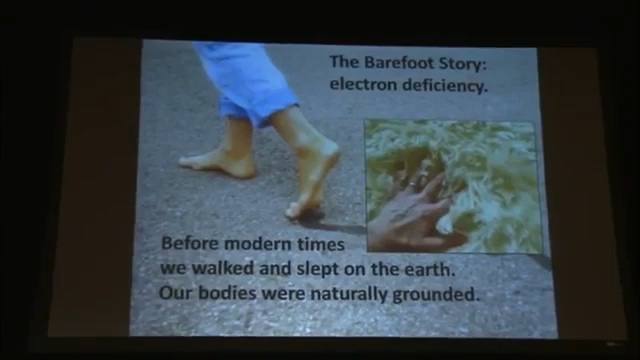 The Barefoot Story:
electron deficiency.
Before modern times
we walked and slept on the earth.
Our bodies were naturally grounded.